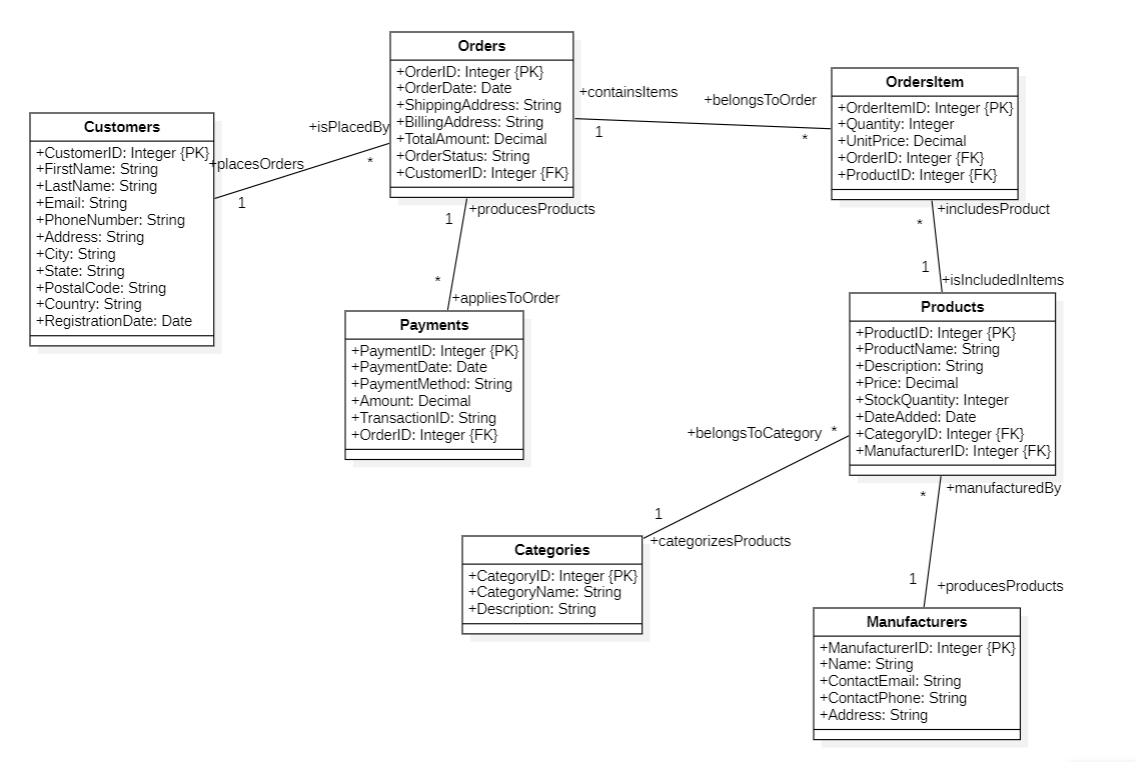 Orders
+OrderID: Integer {PK}
+OrderDate: Date
+ShippingAddress: String
+BillingAddress: String
+TotalAmount: Decimal
+OrderStatus: String
+CustomerID: Integer {FK}
+containsItems
1
+belongsToOrder
*
OrdersItem
+OrderItemID: Integer {PK}
+Quantity: Integer
+UnitPrice: Decimal
+OrderID: Integer {FK}
+ProductID: Integer {FK}
Customers
+CustomerID: Integer {PK}
+FirstName: String
+LastName: String
+Email: String
+PhoneNumber: String
+Address: String
+City: String
+State: String
+PostalCode: String
+Country: String
+RegistrationDate: Date
+placesOrders
1
+isPlacedBy
*
1
+producesProducts
*
+appliesToOrder
+includesProduct
*
1
+isIncludedInItems
Payments
+PaymentID: Integer {PK}
+PaymentDate: Date
+PaymentMethod: String
+Amount: Decimal
+TransactionID: String
+OrderID: Integer {FK}
Products
+ProductID: Integer {PK}
+ProductName: String
+Description: String
+Price: Decimal
+StockQuantity: Integer
+DateAdded: Date
+CategoryID: Integer {FK}
+ManufacturerID: Integer {FK}
+belongsToCategory
*
1
+categorizesProducts
*
+manufacturedBy
1
+producesProducts
Categories
+CategoryID: Integer {PK}
+CategoryName: String
+Description: String
Manufacturers
+ManufacturerID: Integer {PK}
+Name: String
+ContactEmail: String
+ContactPhone: String
+Address: String